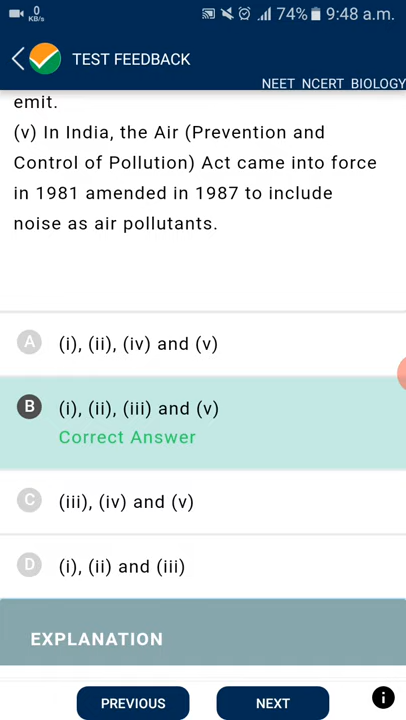 0
KB/s
74%
9:48 a.m.
TEST FEEDBACK
NEET NCERT BIOLOGY
emit.
(v) In India, the Air (Prevention and
Control of Pollution) Act came into force
in 1981 amended in 1987 to include
noise as air pollutants.
A (i), (ii), (iv) and (v)
B (i), (ii), (iii) and (v)
Correct Answer
C (iii), (iv) and (v)
D (i), (ii) and (iii)
EXPLANATION
PREVIOUS
NEXT
i